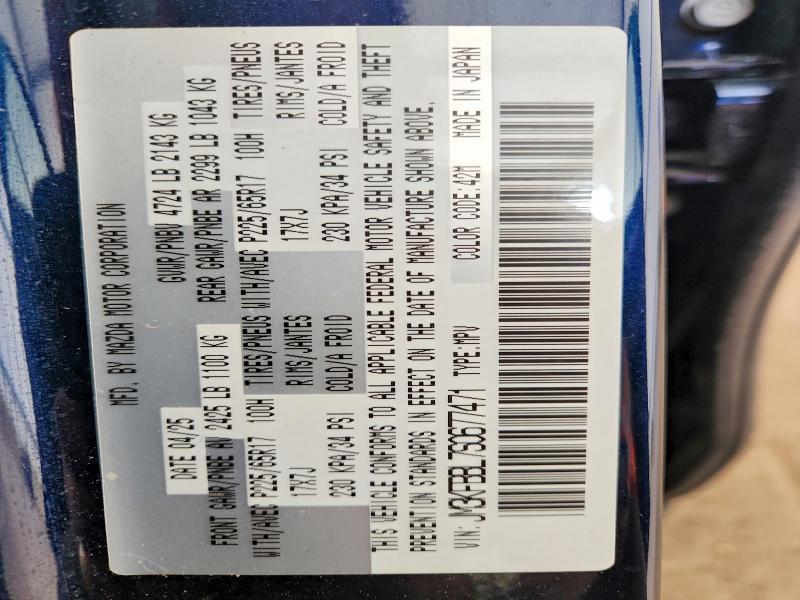 MFD. BY MAZDA MOTOR CORPORATION
DATE 04/25 GVWR/PNBV 4724 LB 2143 KG
FRONT GAWR/PNBE AV 2425 LB 1100 KG REAR GAWR/PNBE AR 2299 LB 1043 KG
WITH/AVEC P225/65R17 100H TIRES/PNEUS WITH/AVEC P225/65R17 100H TIRES/PNEUS
17X7J RIMS/JANTES 17X7J RIMS/JANTES
230 KPA/34 PSI COLD/A FROID 230 KPA/34 PSI COLD/A FROID
THIS VEHICLE CONFORMS TO ALL APPLICABLE FEDERAL MOTOR VEHICLE SAFETY AND THEFT
PREVENTION STANDARDS IN EFFECT ON THE DATE OF MANUFACTURE SHOWN ABOVE.
VIN: JM3KFBBL7S0677471 TYPE:MPV COLOR CODE:42M MADE IN JAPAN